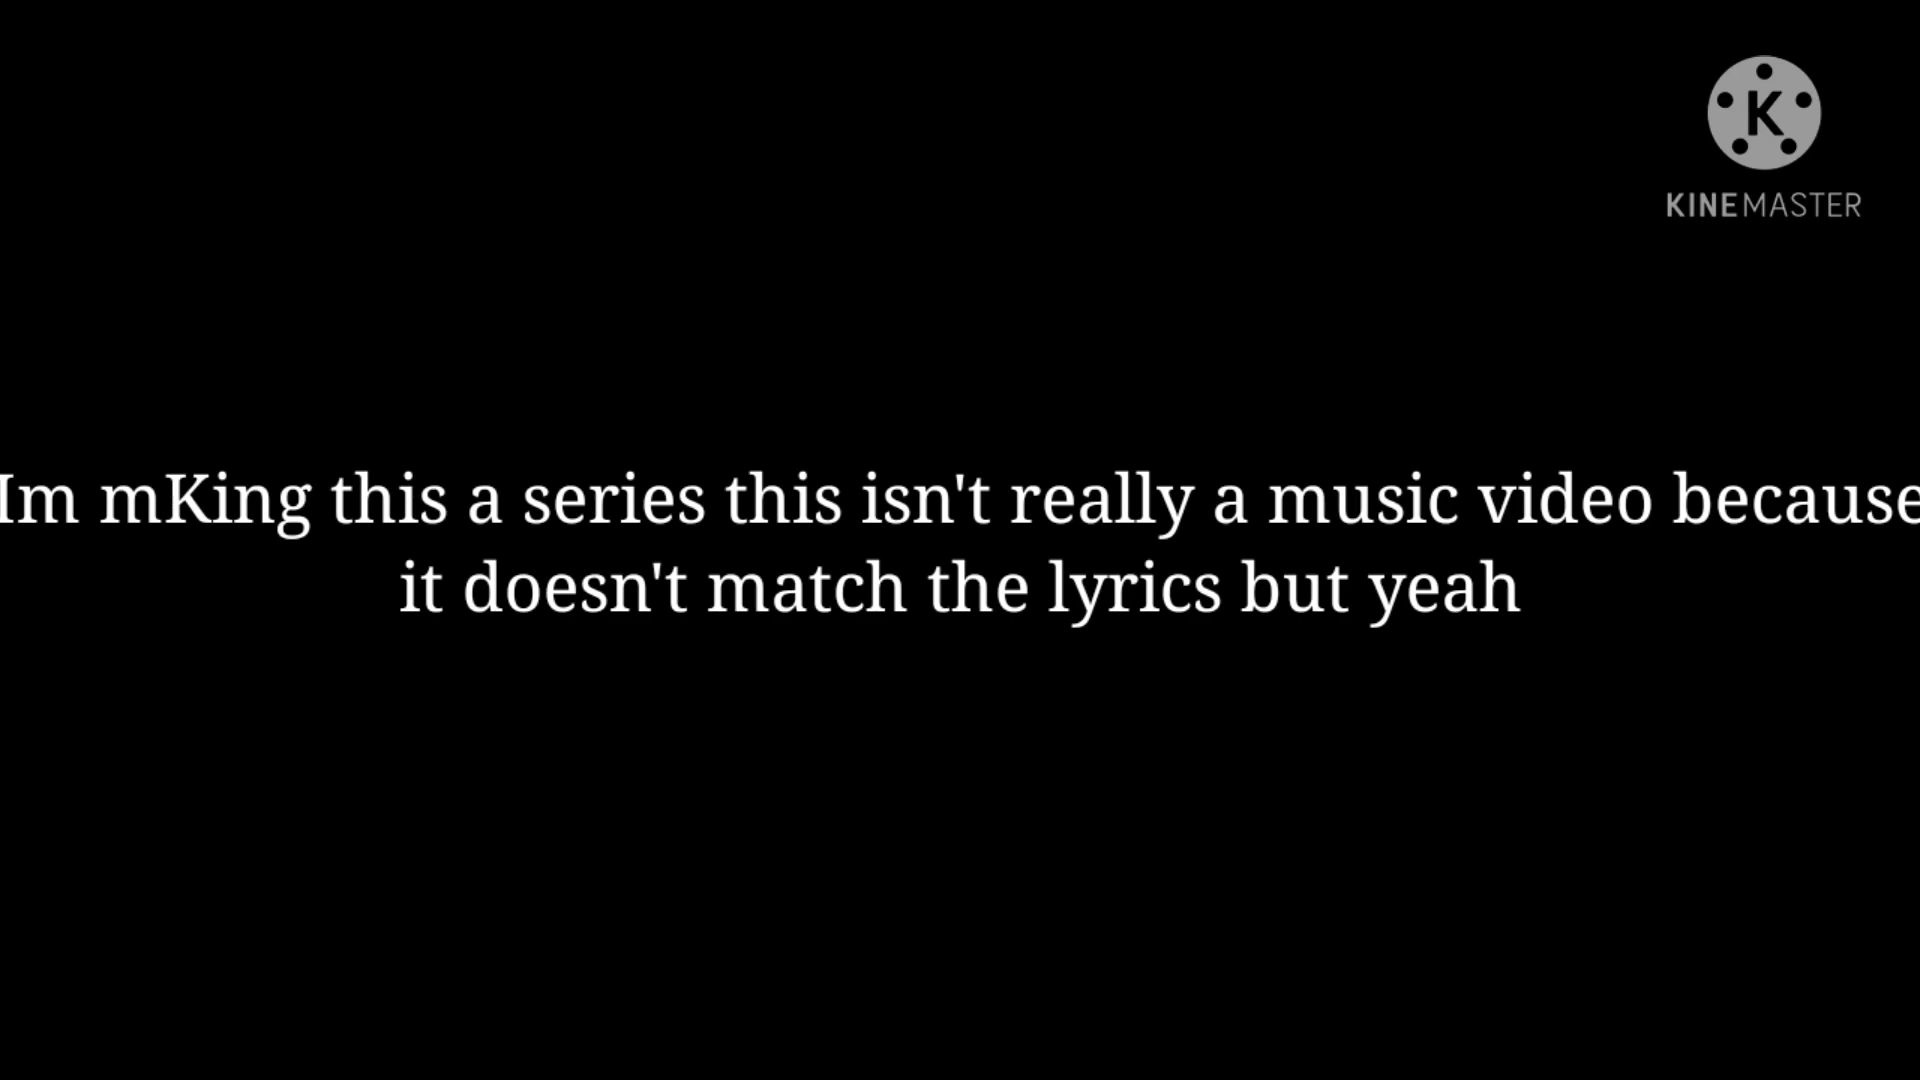 K
KINEMASTER
Im mKing this a series this isn't really a music video because
it doesn't match the lyrics but yeah